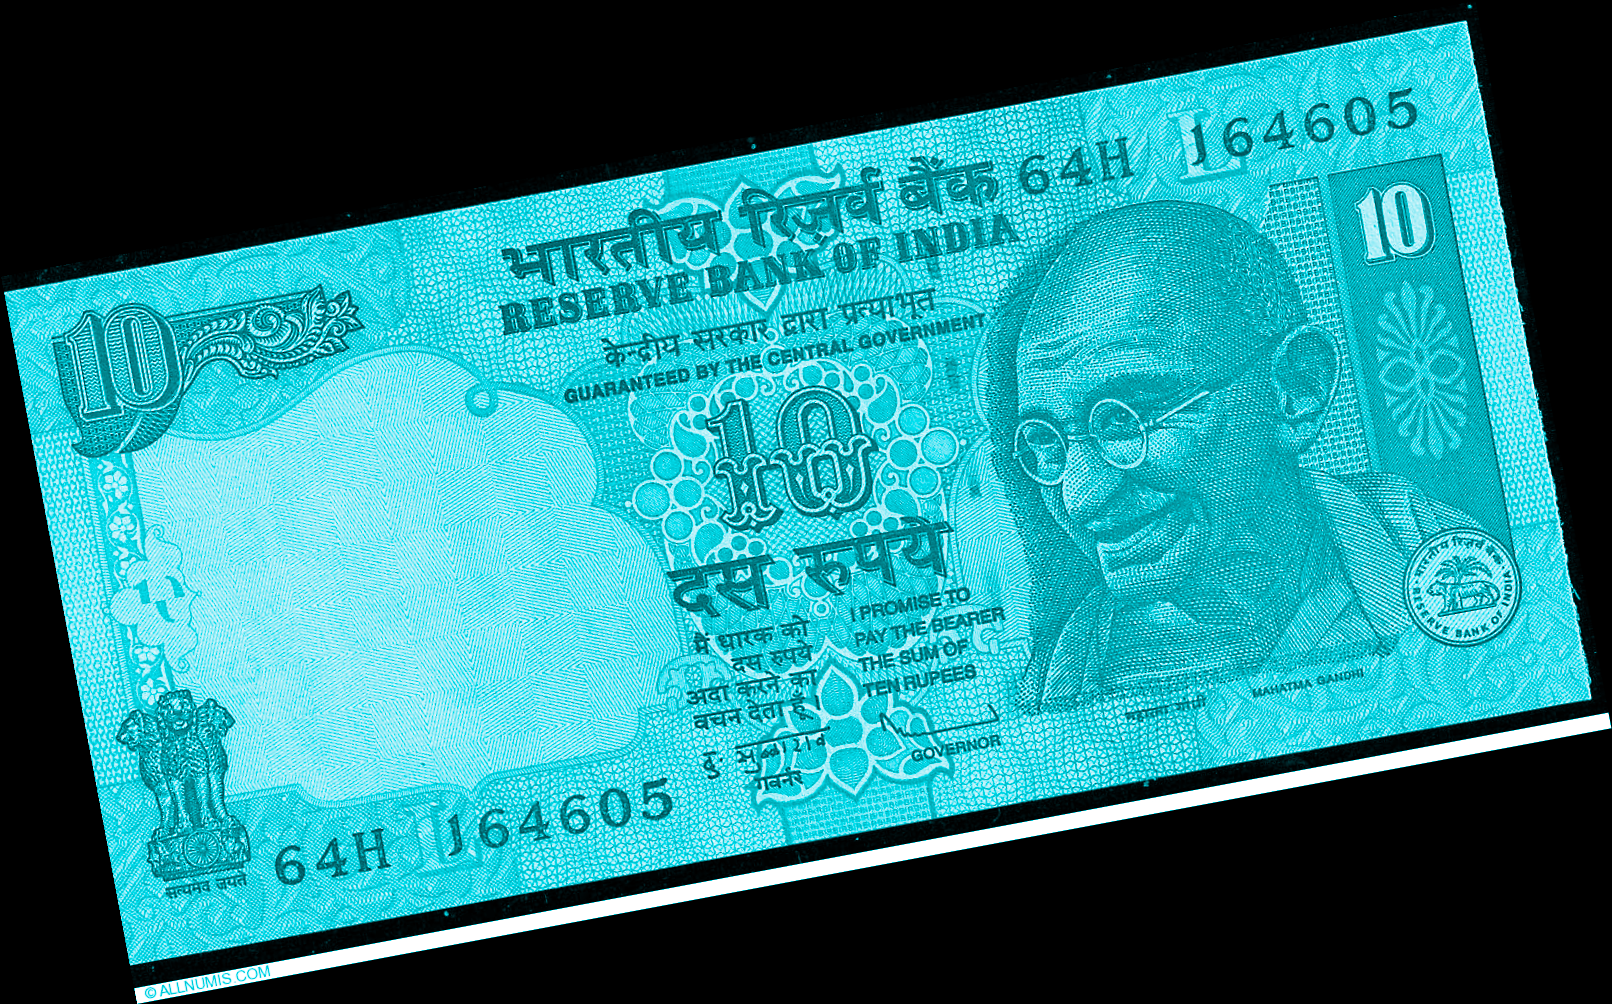 भारतीय रिज़र्व बैंक
RESERVE BANK OF INDIA
केन्द्रीय सरकार द्वारा प्रत्याभूत
GUARANTEED BY THE CENTRAL GOVERNMENT
64H 164605
10
10
10
दस रुपये
मैं धारक को
दस रुपये
अदा करने का
वचन देता हूँ।
I PROMISE TO
PAY THE BEARER
THE SUM OF
TEN RUPEES
गवर्नर
GOVERNOR
महात्मा गांधी
MAHATMA GANDHI
भारतीय रिज़र्व बैंक
RESERVE BANK OF INDIA
सत्यमेव जयते
64H 164605
© ALLNUMIS.COM